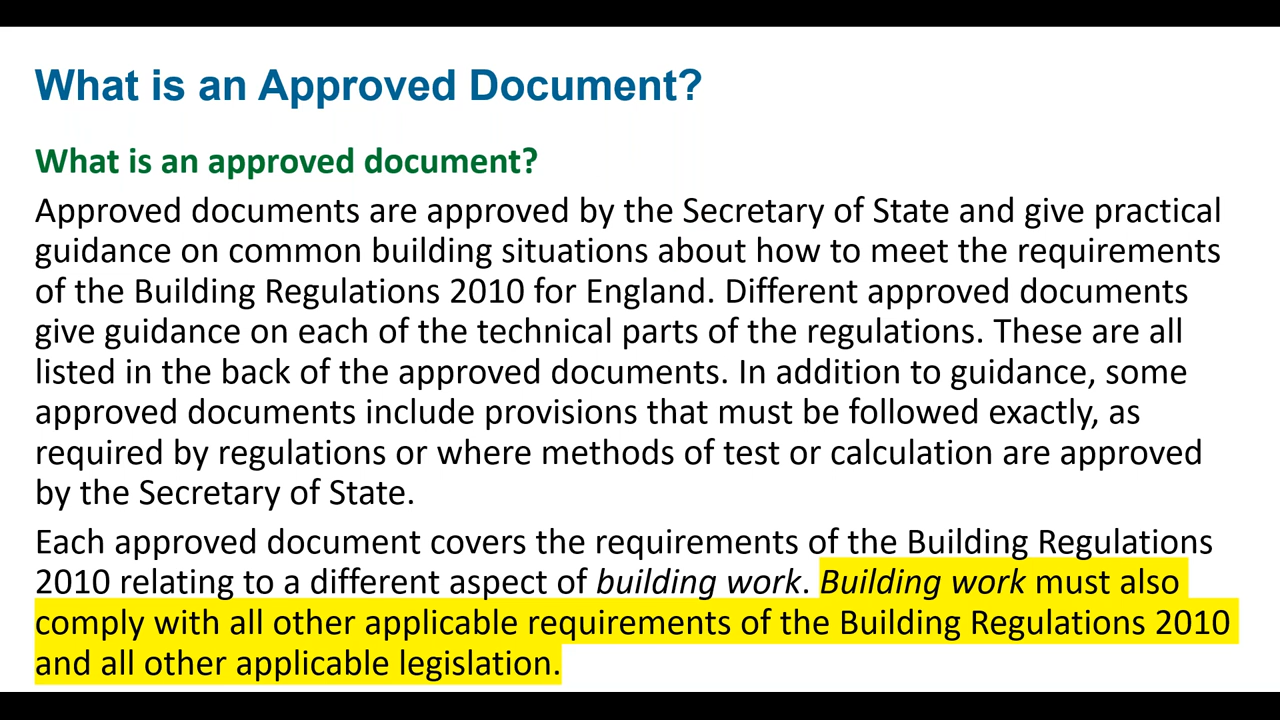 What is an Approved Document?
What is an approved document?
Approved documents are approved by the Secretary of State and give practical
guidance on common building situations about how to meet the requirements
of the Building Regulations 2010 for England. Different approved documents
give guidance on each of the technical parts of the regulations. These are all
listed in the back of the approved documents. In addition to guidance, some
approved documents include provisions that must be followed exactly, as
required by regulations or where methods of test or calculation are approved
by the Secretary of State.
Each approved document covers the requirements of the Building Regulations
2010 relating to a different aspect of building work. Building work must also
comply with all other applicable requirements of the Building Regulations 2010
and all other applicable legislation.